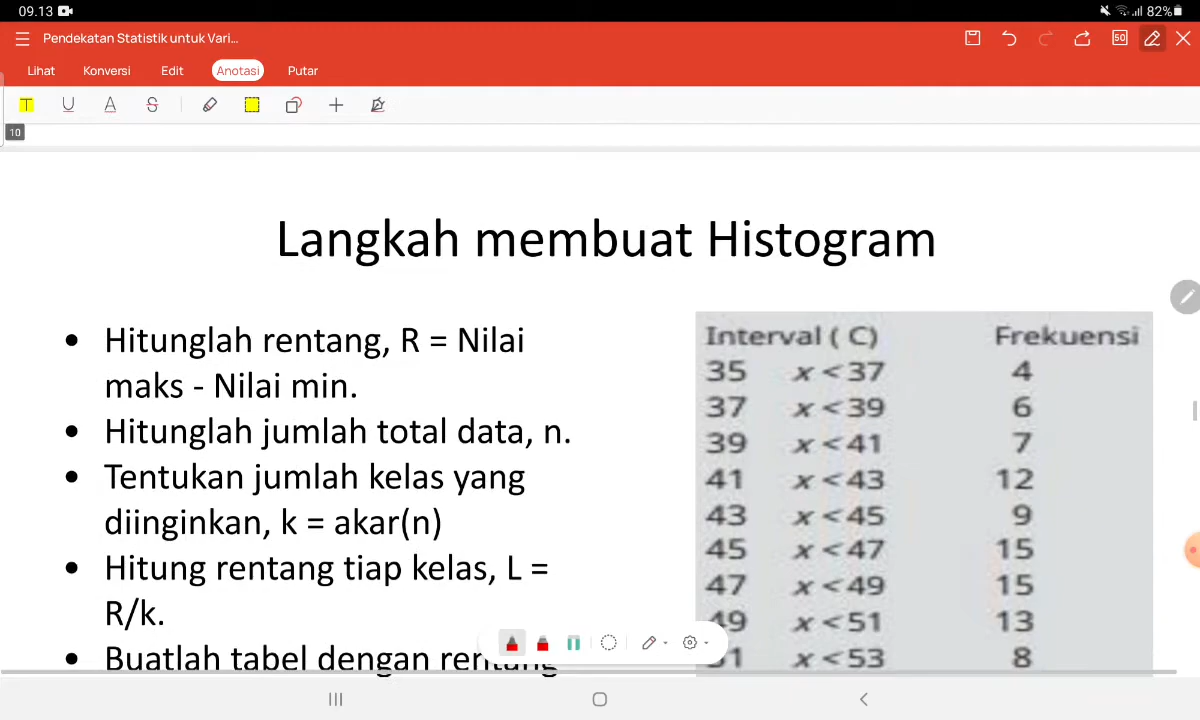 09.13
82%
Pendekatan Statistik untuk Vari...
50
Lihat Konversi Edit Anotasi Putar
T U A S
10
Langkah membuat Histogram
• Hitunglah rentang, R = Nilai
maks - Nilai min.
• Hitunglah jumlah total data, n.
• Tentukan jumlah kelas yang
diinginkan, k = akar(n)
• Hitung rentang tiap kelas, L =
R/k.
• Buatlah tabel dengan rentang
Interval ( C) Frekuensi
35 x < 37 4
37 x < 39 6
39 x < 41 7
41 x < 43 12
43 x < 45 9
45 x < 47 15
47 x < 49 15
49 x < 51 13
51 x < 53 8